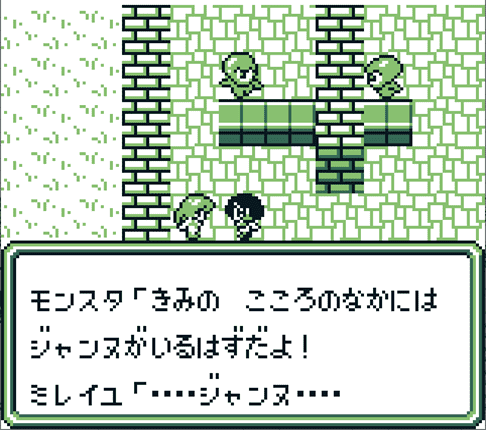 モンスタ「きみの　こころのなかには
ジャンヌがいるはずだよ！
ミレイユ「‥‥ジャンヌ‥‥